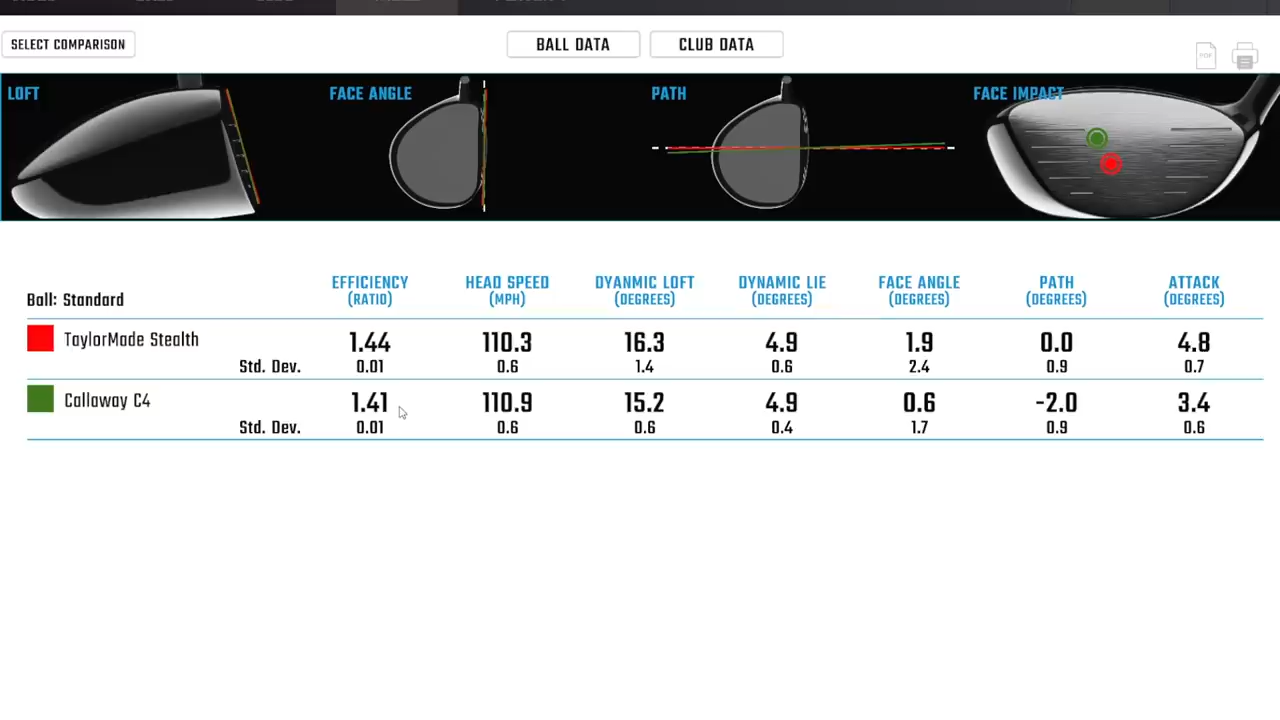 SELECT COMPARISON
BALL DATA CLUB DATA
PDF
LOFT FACE ANGLE PATH FACE IMPACT
EFFICIENCY HEAD SPEED DYANMIC LOFT DYNAMIC LIE FACE ANGLE PATH ATTACK
Ball: Standard (RATIO) (MPH) (DEGREES) (DEGREES) (DEGREES) (DEGREES) (DEGREES)
TaylorMade Stealth 1.44 110.3 16.3 4.9 1.9 0.0 4.8
Std. Dev. 0.01 0.6 1.4 0.6 2.4 0.9 0.7
Callaway C4 1.41 110.9 15.2 4.9 0.6 -2.0 3.4
Std. Dev. 0.01 0.6 0.6 0.4 1.7 0.9 0.6